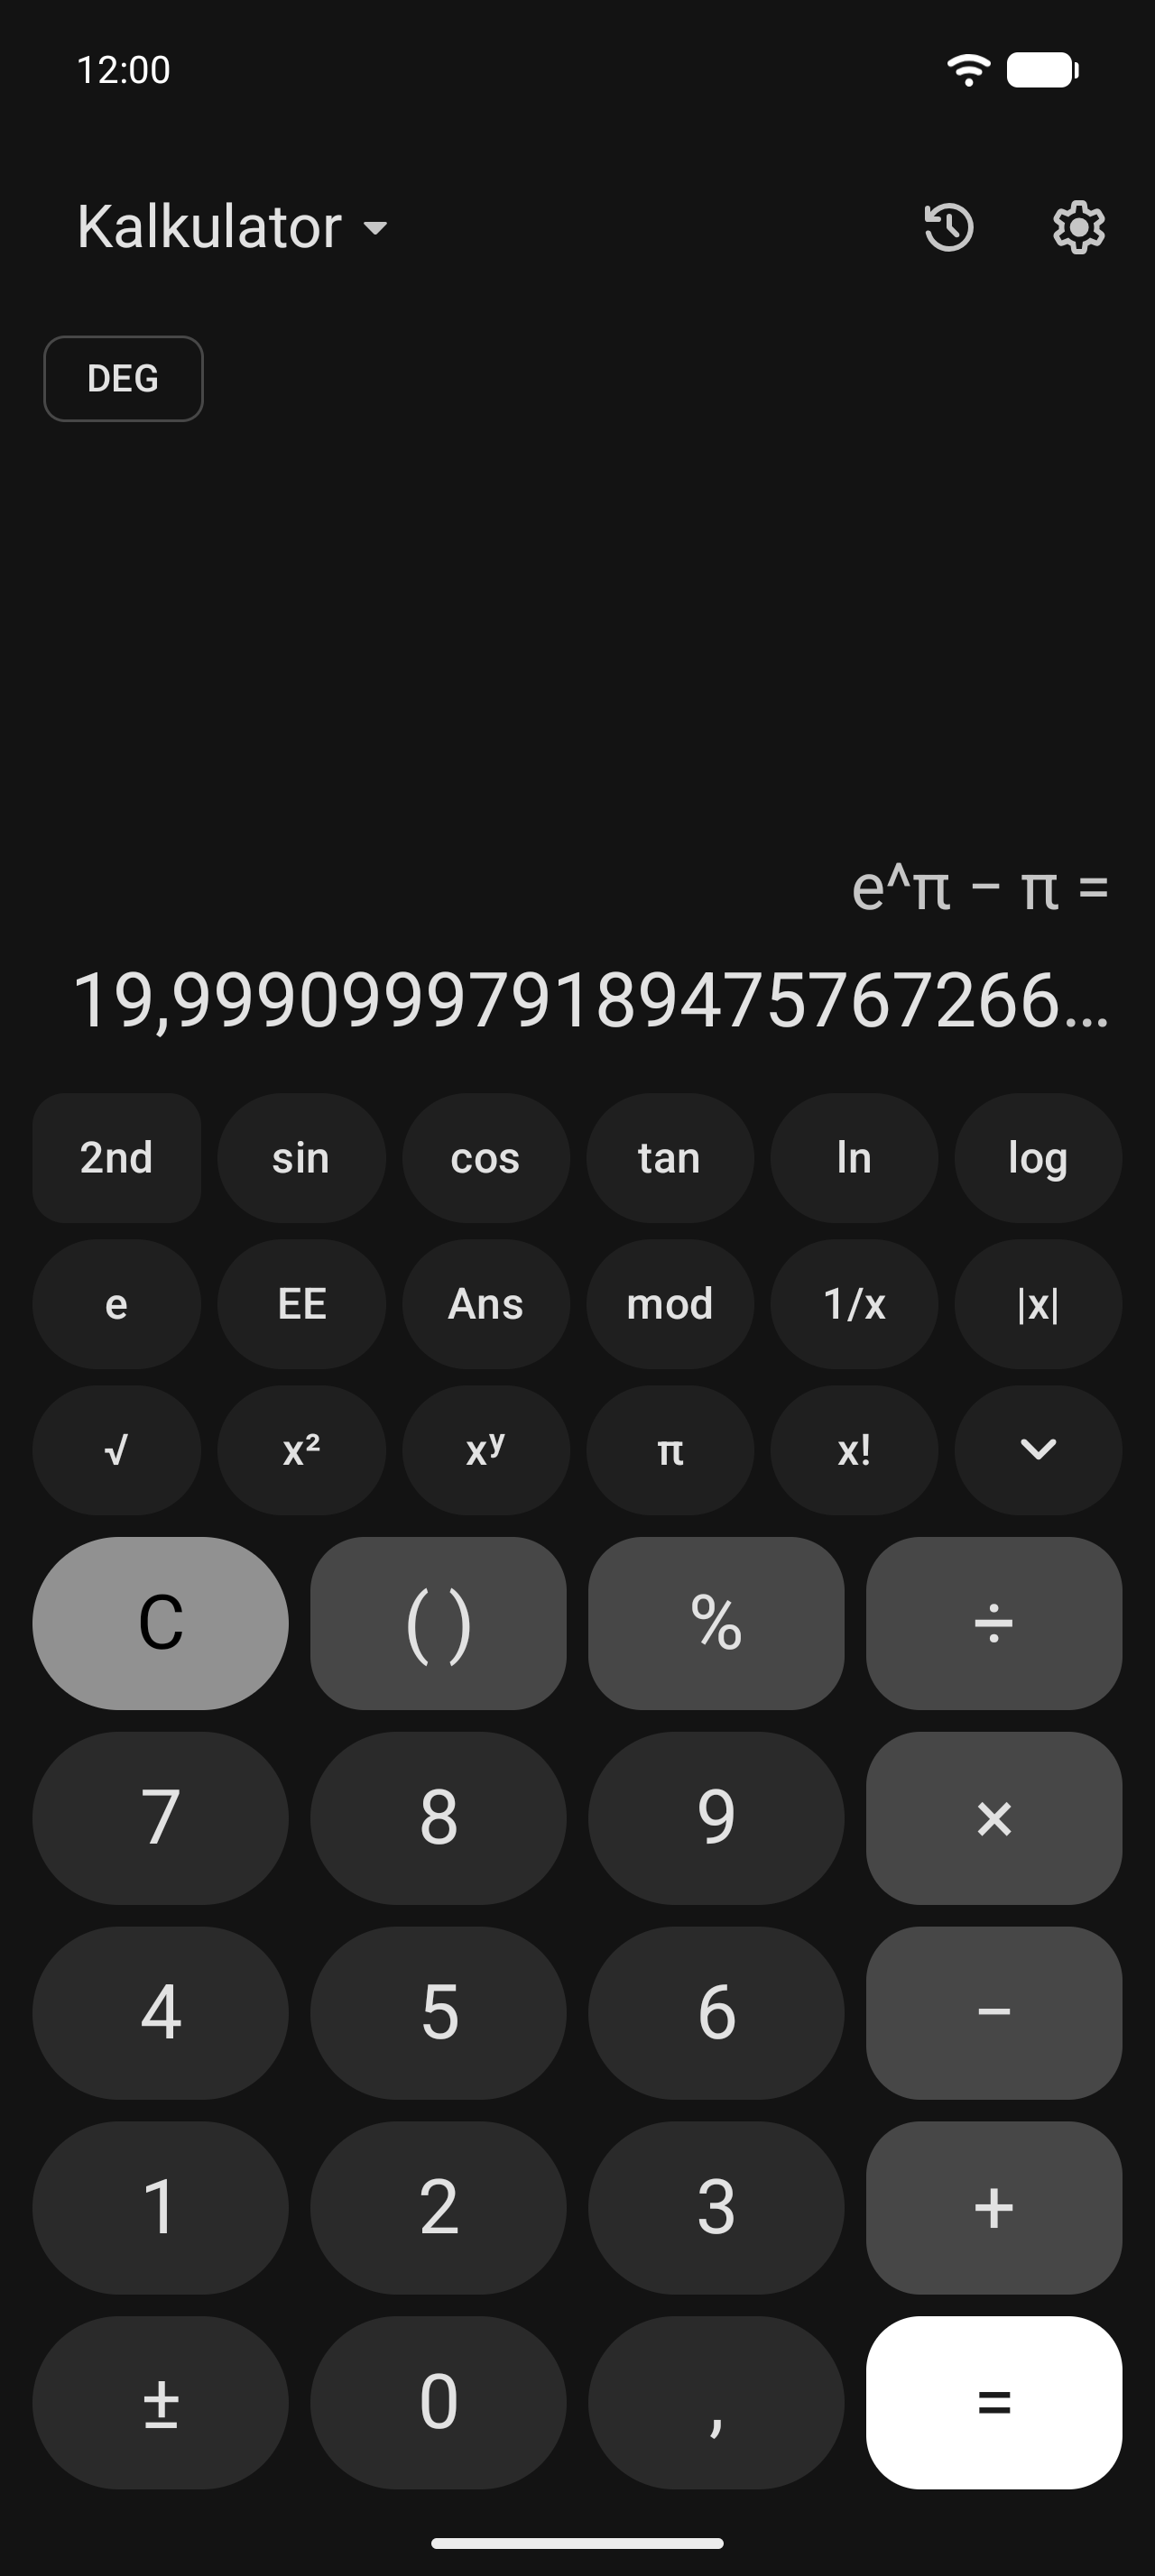 12:00
Kalkulator
DEG
e^π − π =
19,999099979189475767266…
2nd sin cos tan ln log
e EE Ans mod 1/x |x|
√ x² xʸ π x!
C ( ) % ÷
7 8 9 ×
4 5 6 −
1 2 3 +
± 0 , =